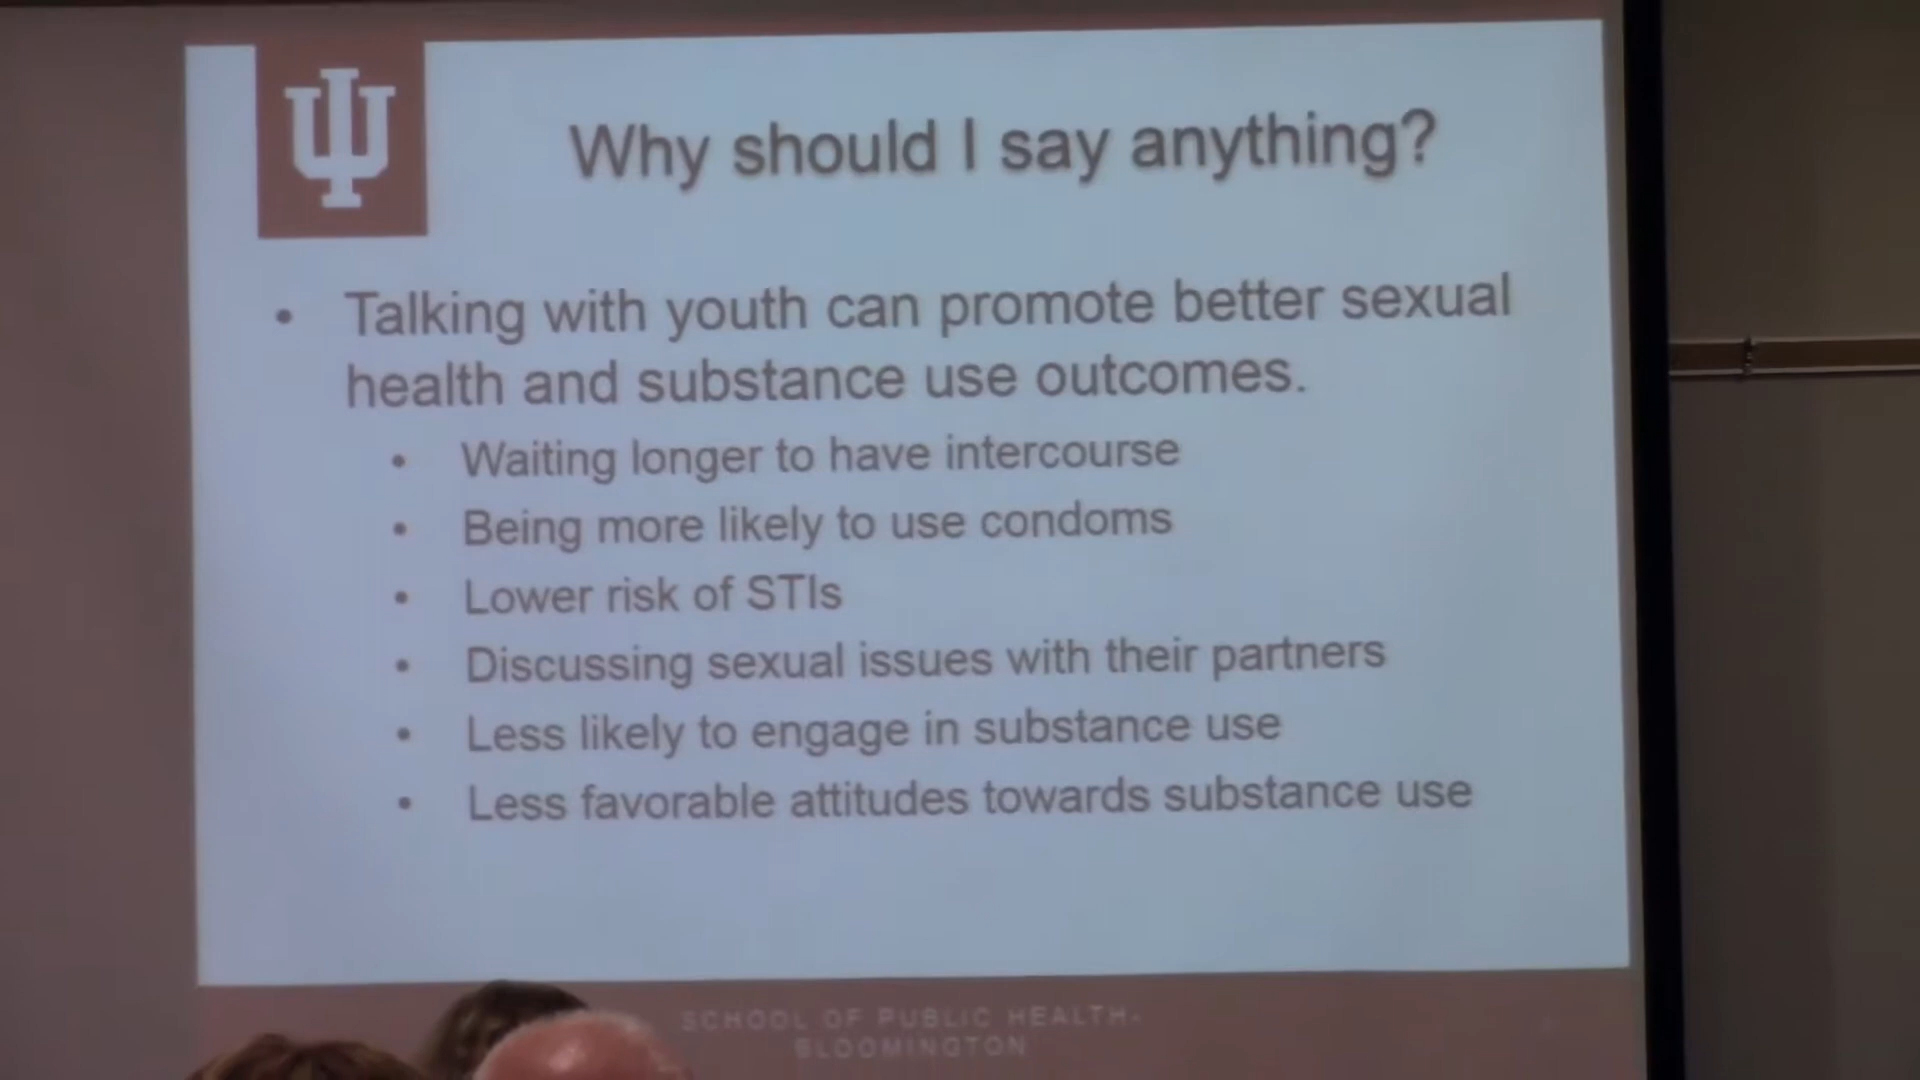 Why should I say anything?
• Talking with youth can promote better sexual
health and substance use outcomes.
• Waiting longer to have intercourse
• Being more likely to use condoms
• Lower risk of STIs
• Discussing sexual issues with their partners
• Less likely to engage in substance use
• Less favorable attitudes towards substance use
SCHOOL OF PUBLIC HEALTH-
BLOOMINGTON